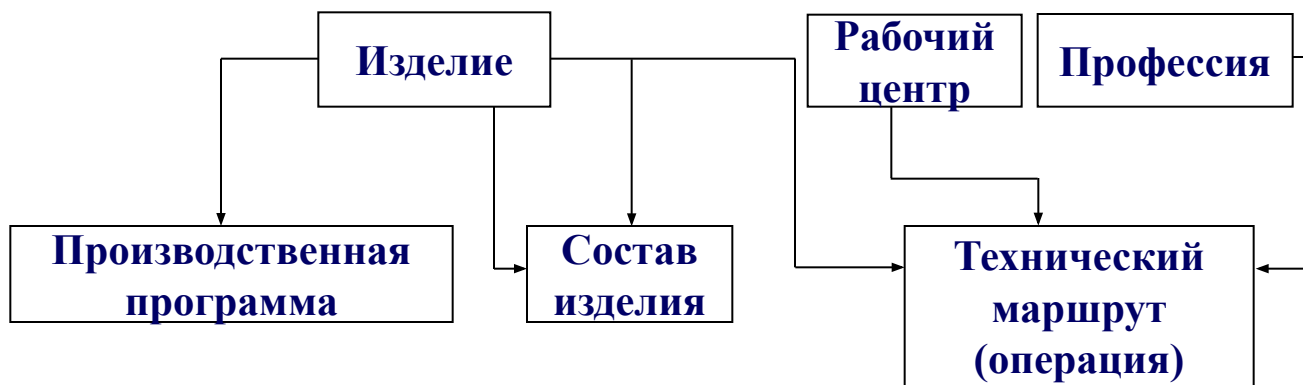 Изделие
Рабочий
центр
Профессия
Производственная
программа
Состав
изделия
Технический
маршрут
(операция)